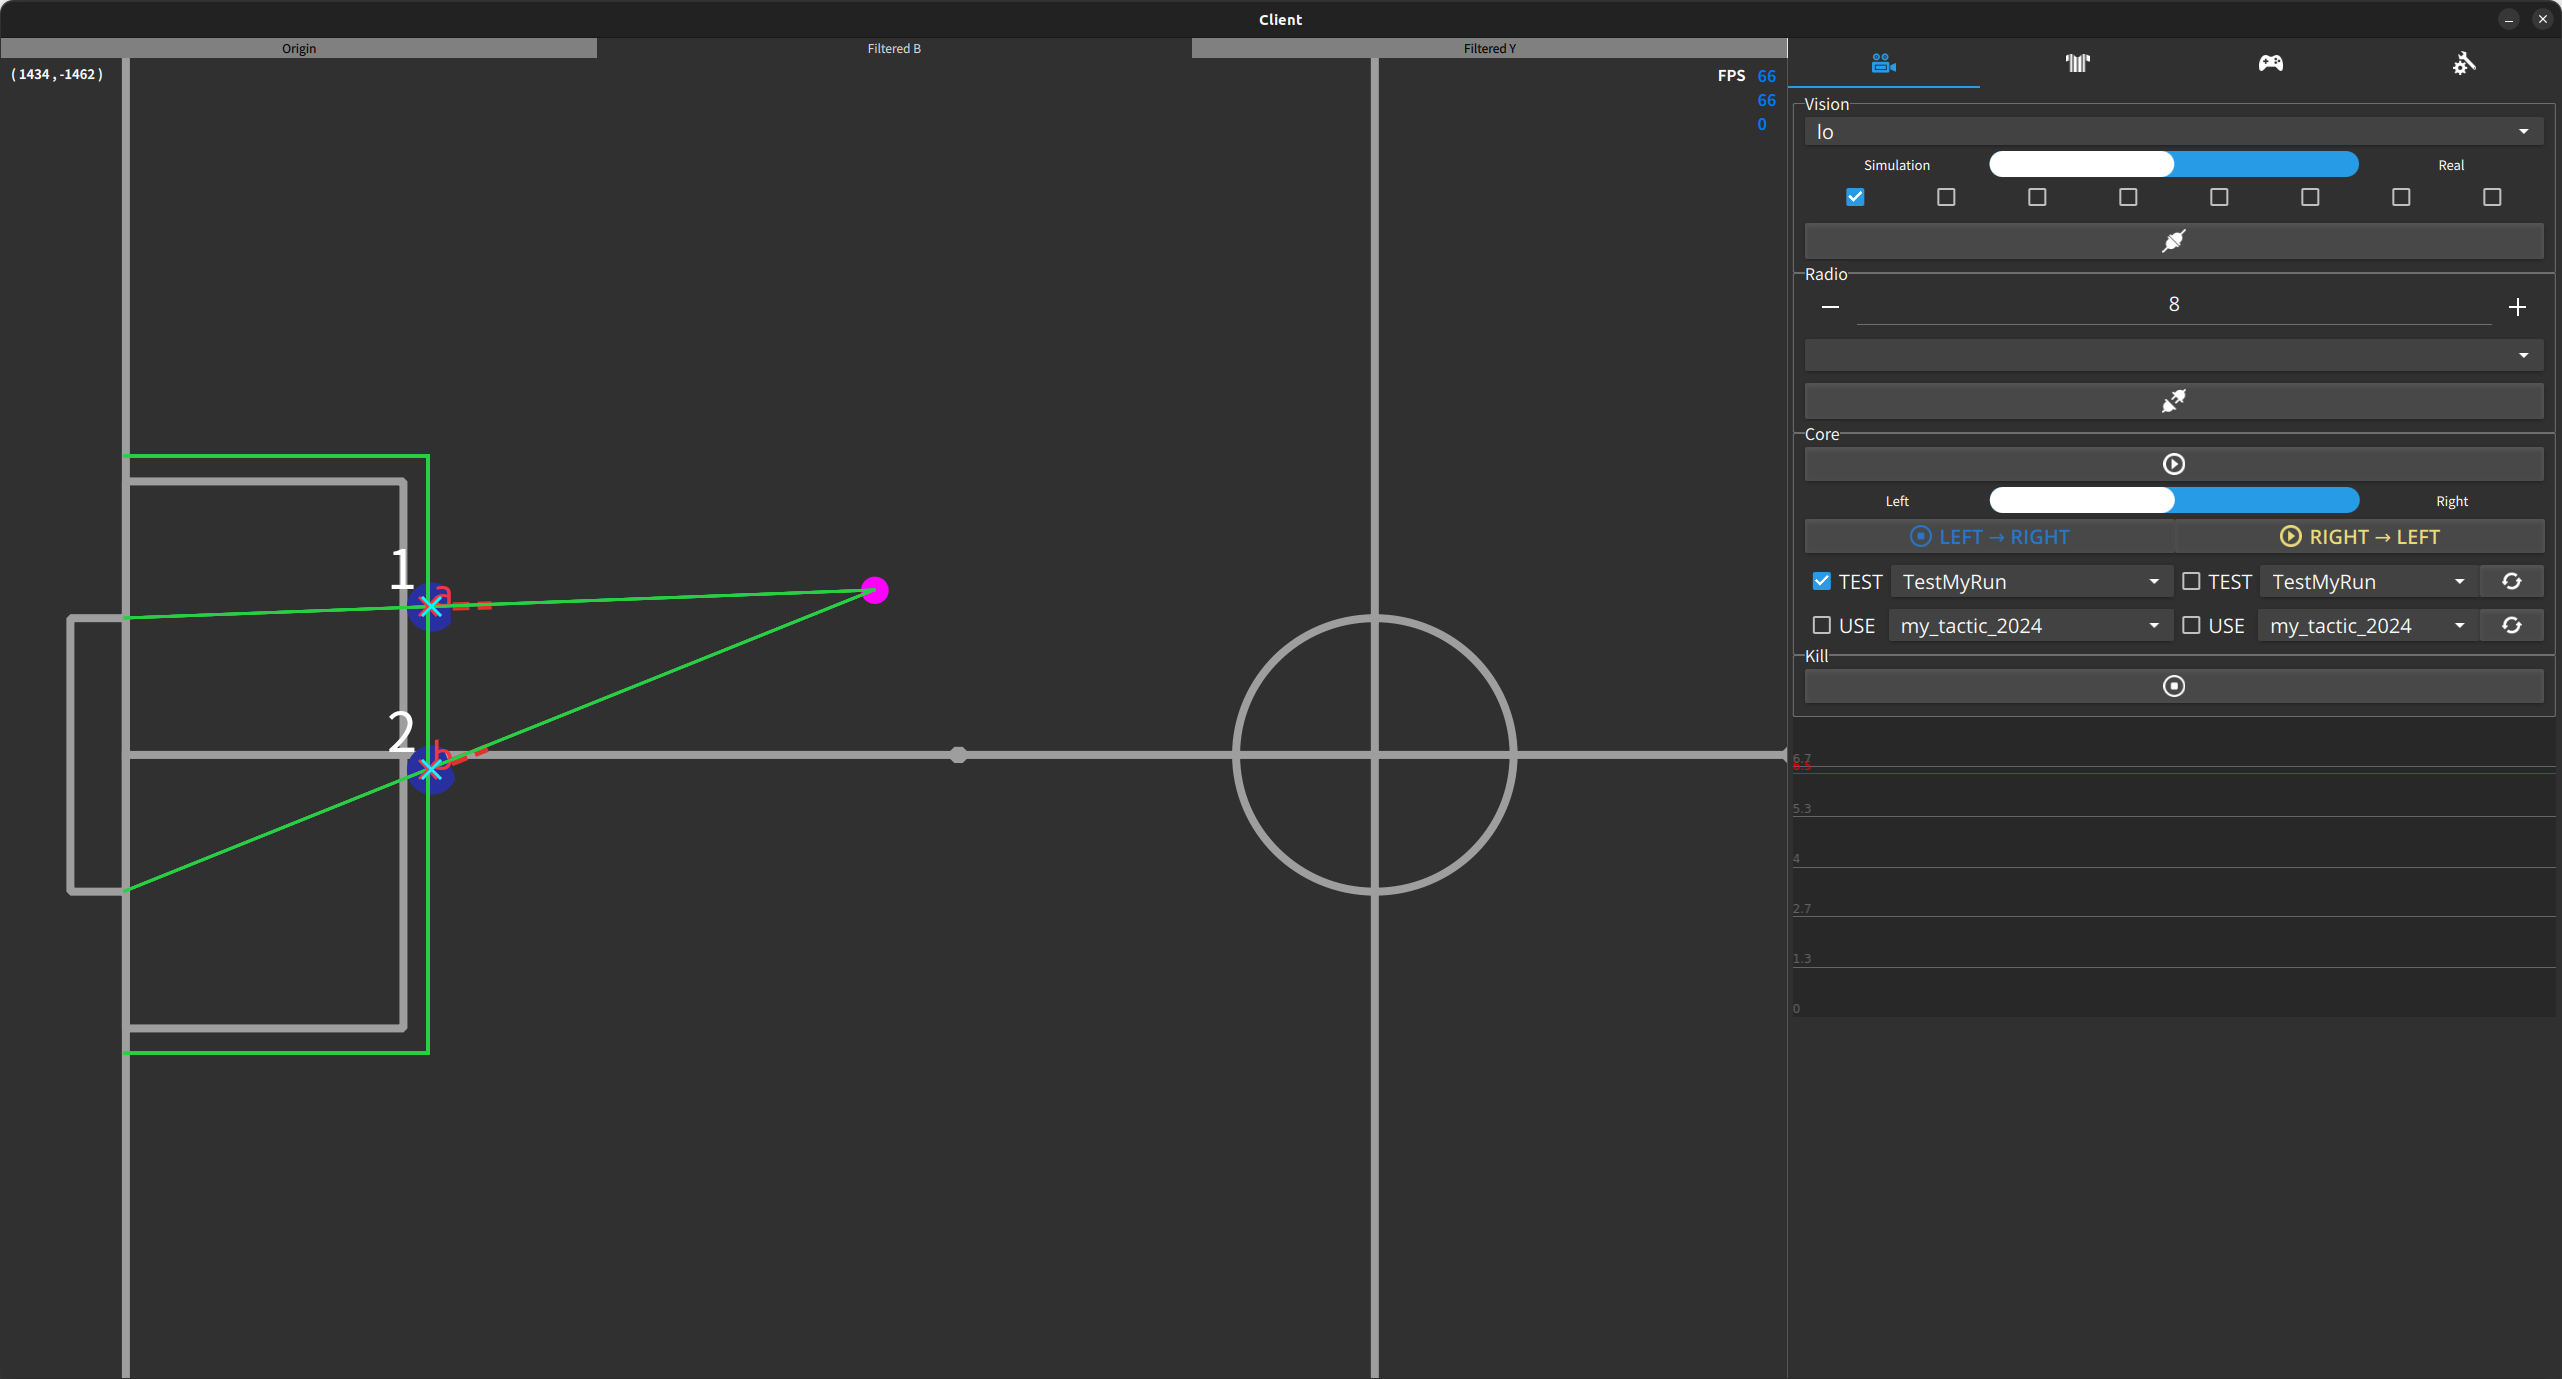 Client
Origin Filtered B Filtered Y
( 1434 , -1462 )
FPS 66
66
0
1
a
2
b
Vision
lo
Simulation Real
Radio
8
Core
Left Right
LEFT → RIGHT RIGHT → LEFT
TEST TestMyRun TEST TestMyRun
USE my_tactic_2024 USE my_tactic_2024
Kill
6.7
5.3
4
2.7
1.3
0